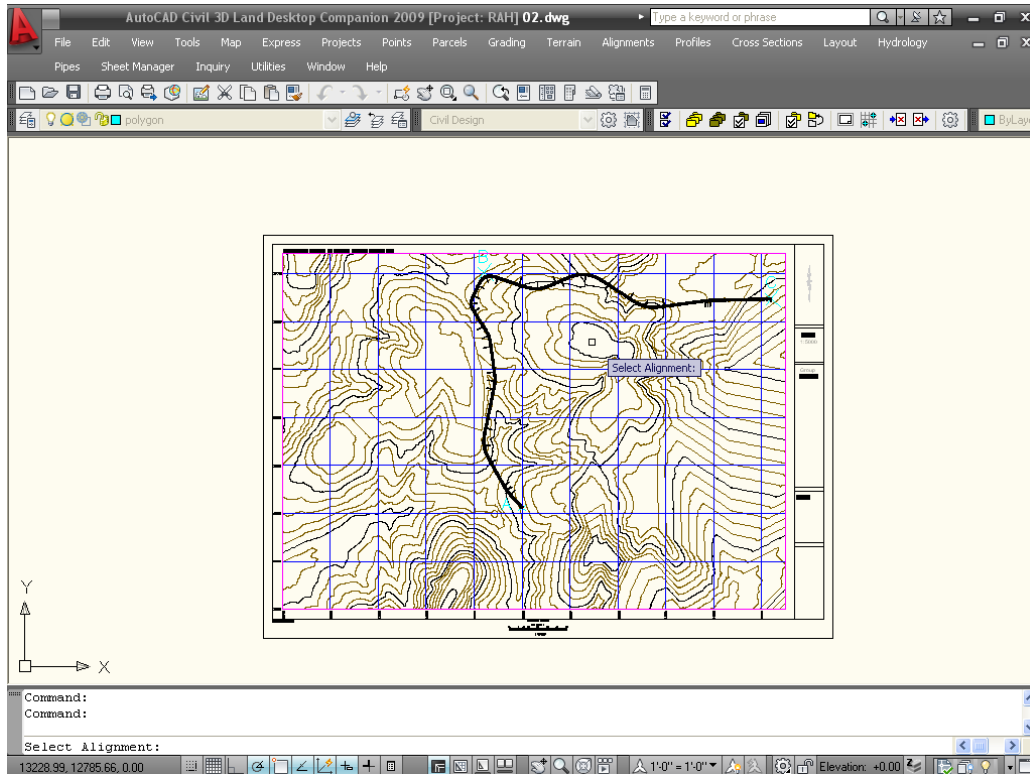 AutoCAD Civil 3D Land Desktop Companion 2009 [Project: RAH] 02.dwg
Type a keyword or phrase
File Edit View Tools Map Express Projects Points Parcels Grading Terrain Alignments Profiles Cross Sections Layout Hydrology
Pipes Sheet Manager Inquiry Utilities Window Help
polygon
Civil Design
ByLaye
B
Select Alignment:
A
Y
X
Command:
Command:
Select Alignment:
13228.99, 12785.66, 0.00
1'-0" = 1'-0"
Elevation: +0.00